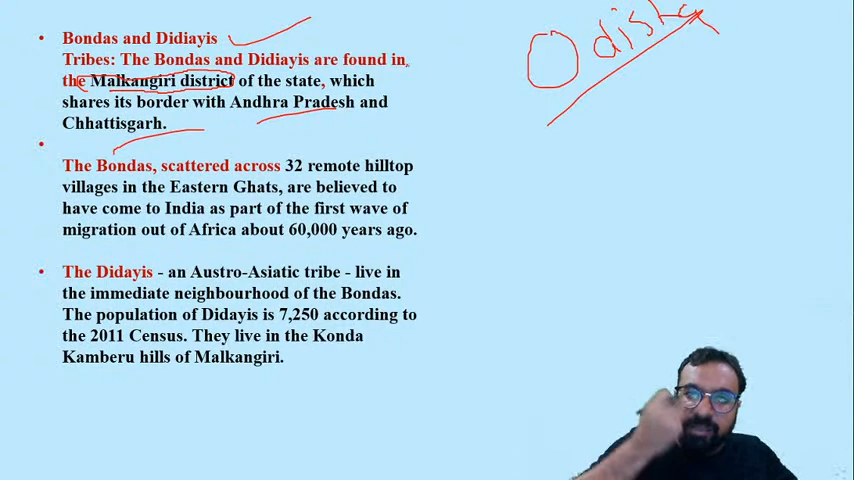 Bondas and Didiayis
Tribes: The Bondas and Didiayis are found in,
the Malkangiri district of the state, which
shares its border with Andhra Pradesh and
Chhattisgarh.
The Bondas, scattered across 32 remote hilltop
villages in the Eastern Ghats, are believed to
have come to India as part of the first wave of
migration out of Africa about 60,000 years ago.
The Didayis - an Austro-Asiatic tribe - live in
the immediate neighbourhood of the Bondas.
The population of Didayis is 7,250 according to
the 2011 Census. They live in the Konda
Kamberu hills of Malkangiri.
Odisha